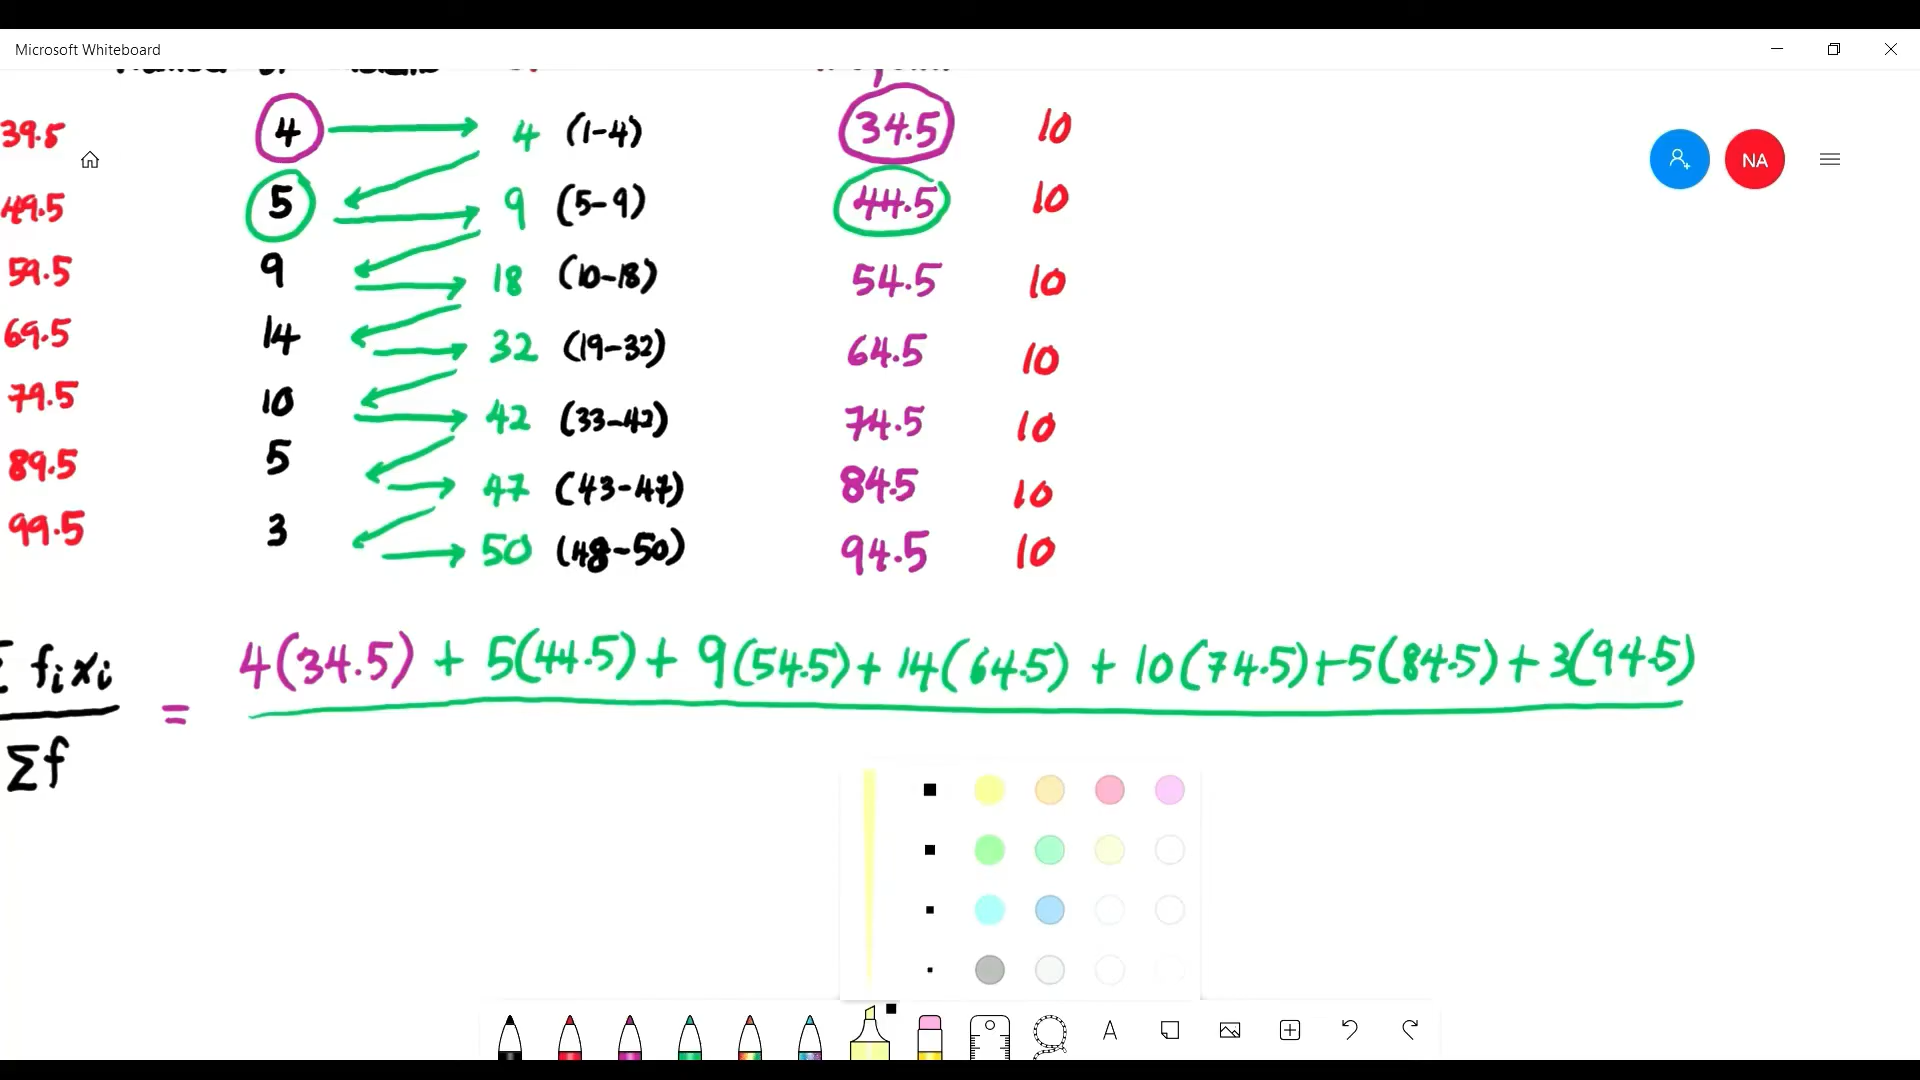 Microsoft Whiteboard
39.5 4 4 (1-4) 34.5 10
NA
49.5 5 9 (5-9) 44.5 10
59.5 9 18 (10-18) 54.5 10
69.5 14 32 (19-32) 64.5 10
79.5 10 42 (33-42) 74.5 10
89.5 5 47 (43-47) 84.5 10
99.5 3 50 (48-50) 94.5 10
Σ fᵢxᵢ = 4(34.5) + 5(44.5) + 9(54.5) + 14(64.5) + 10(74.5) + 5(84.5) + 3(94.5)
Σf